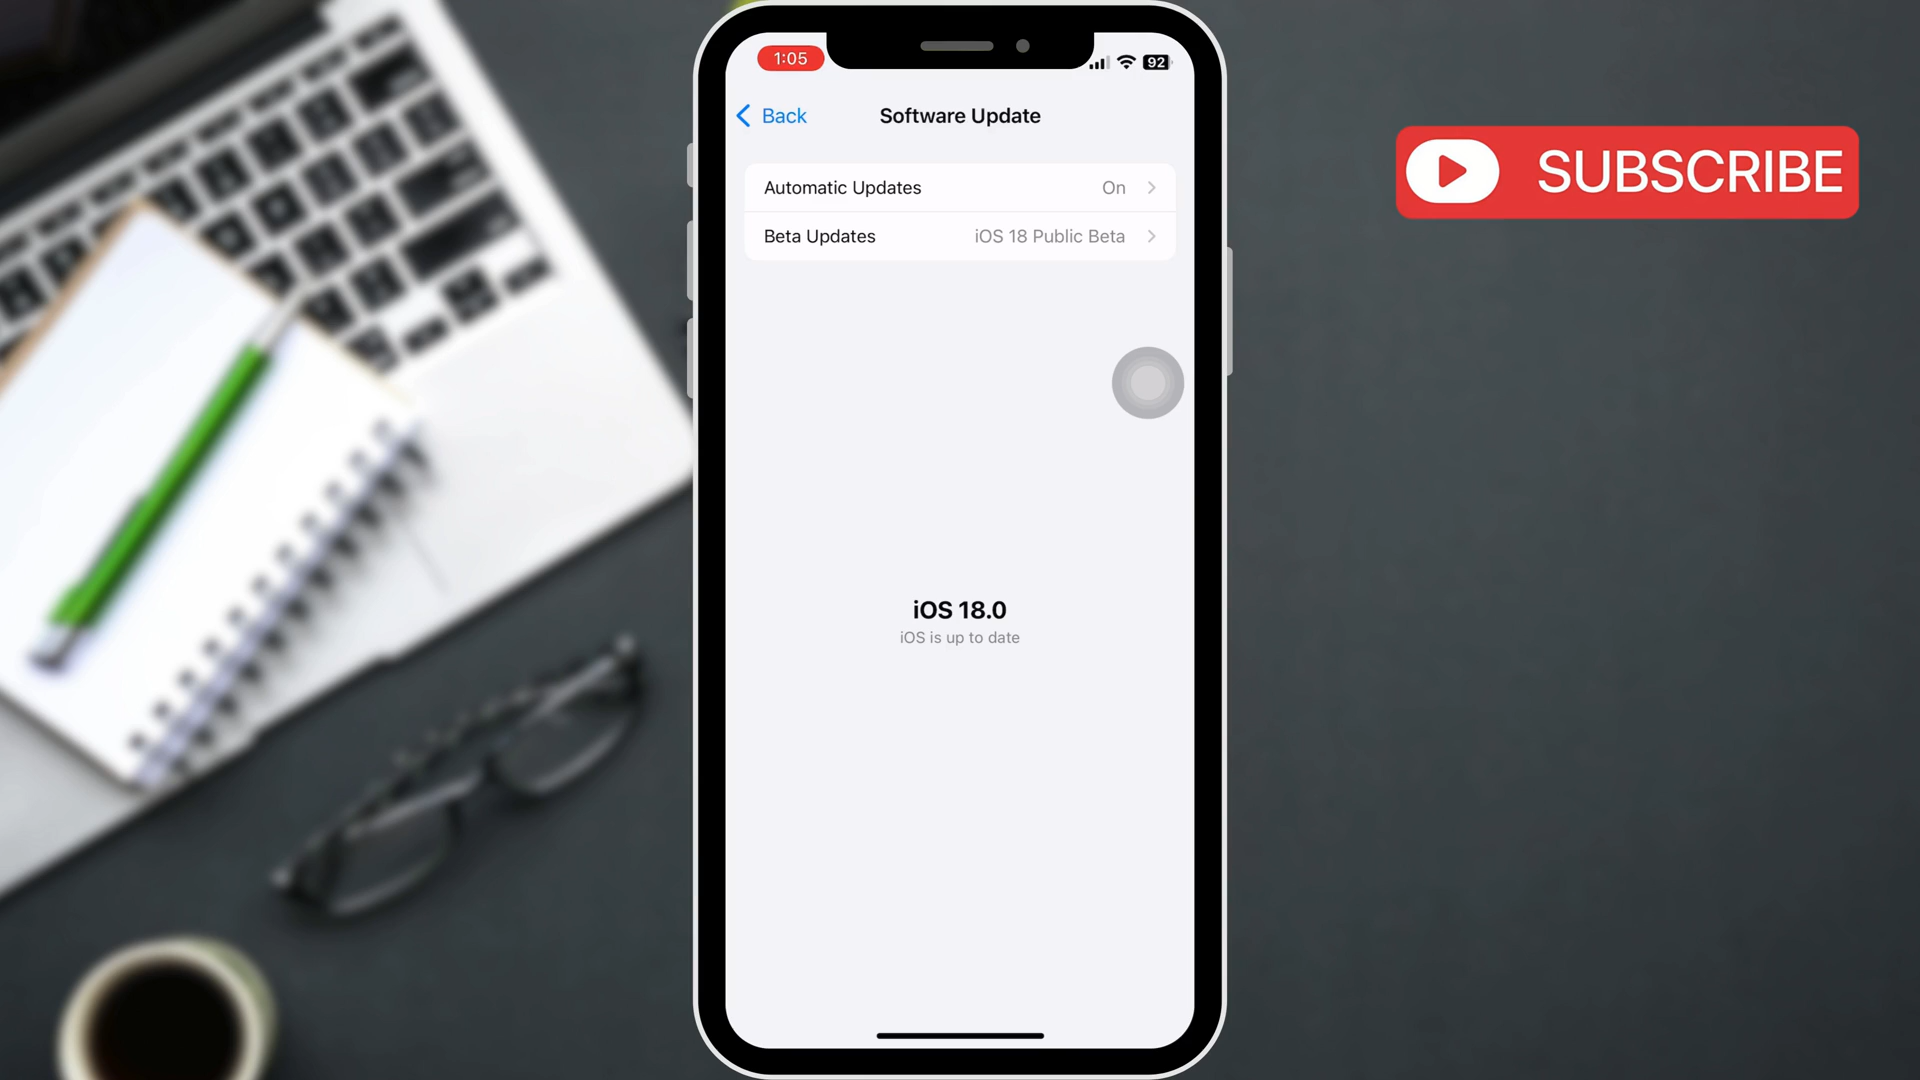 1:05
92
Back
Software Update
Automatic Updates On
Beta Updates iOS 18 Public Beta
iOS 18.0
iOS is up to date
SUBSCRIBE